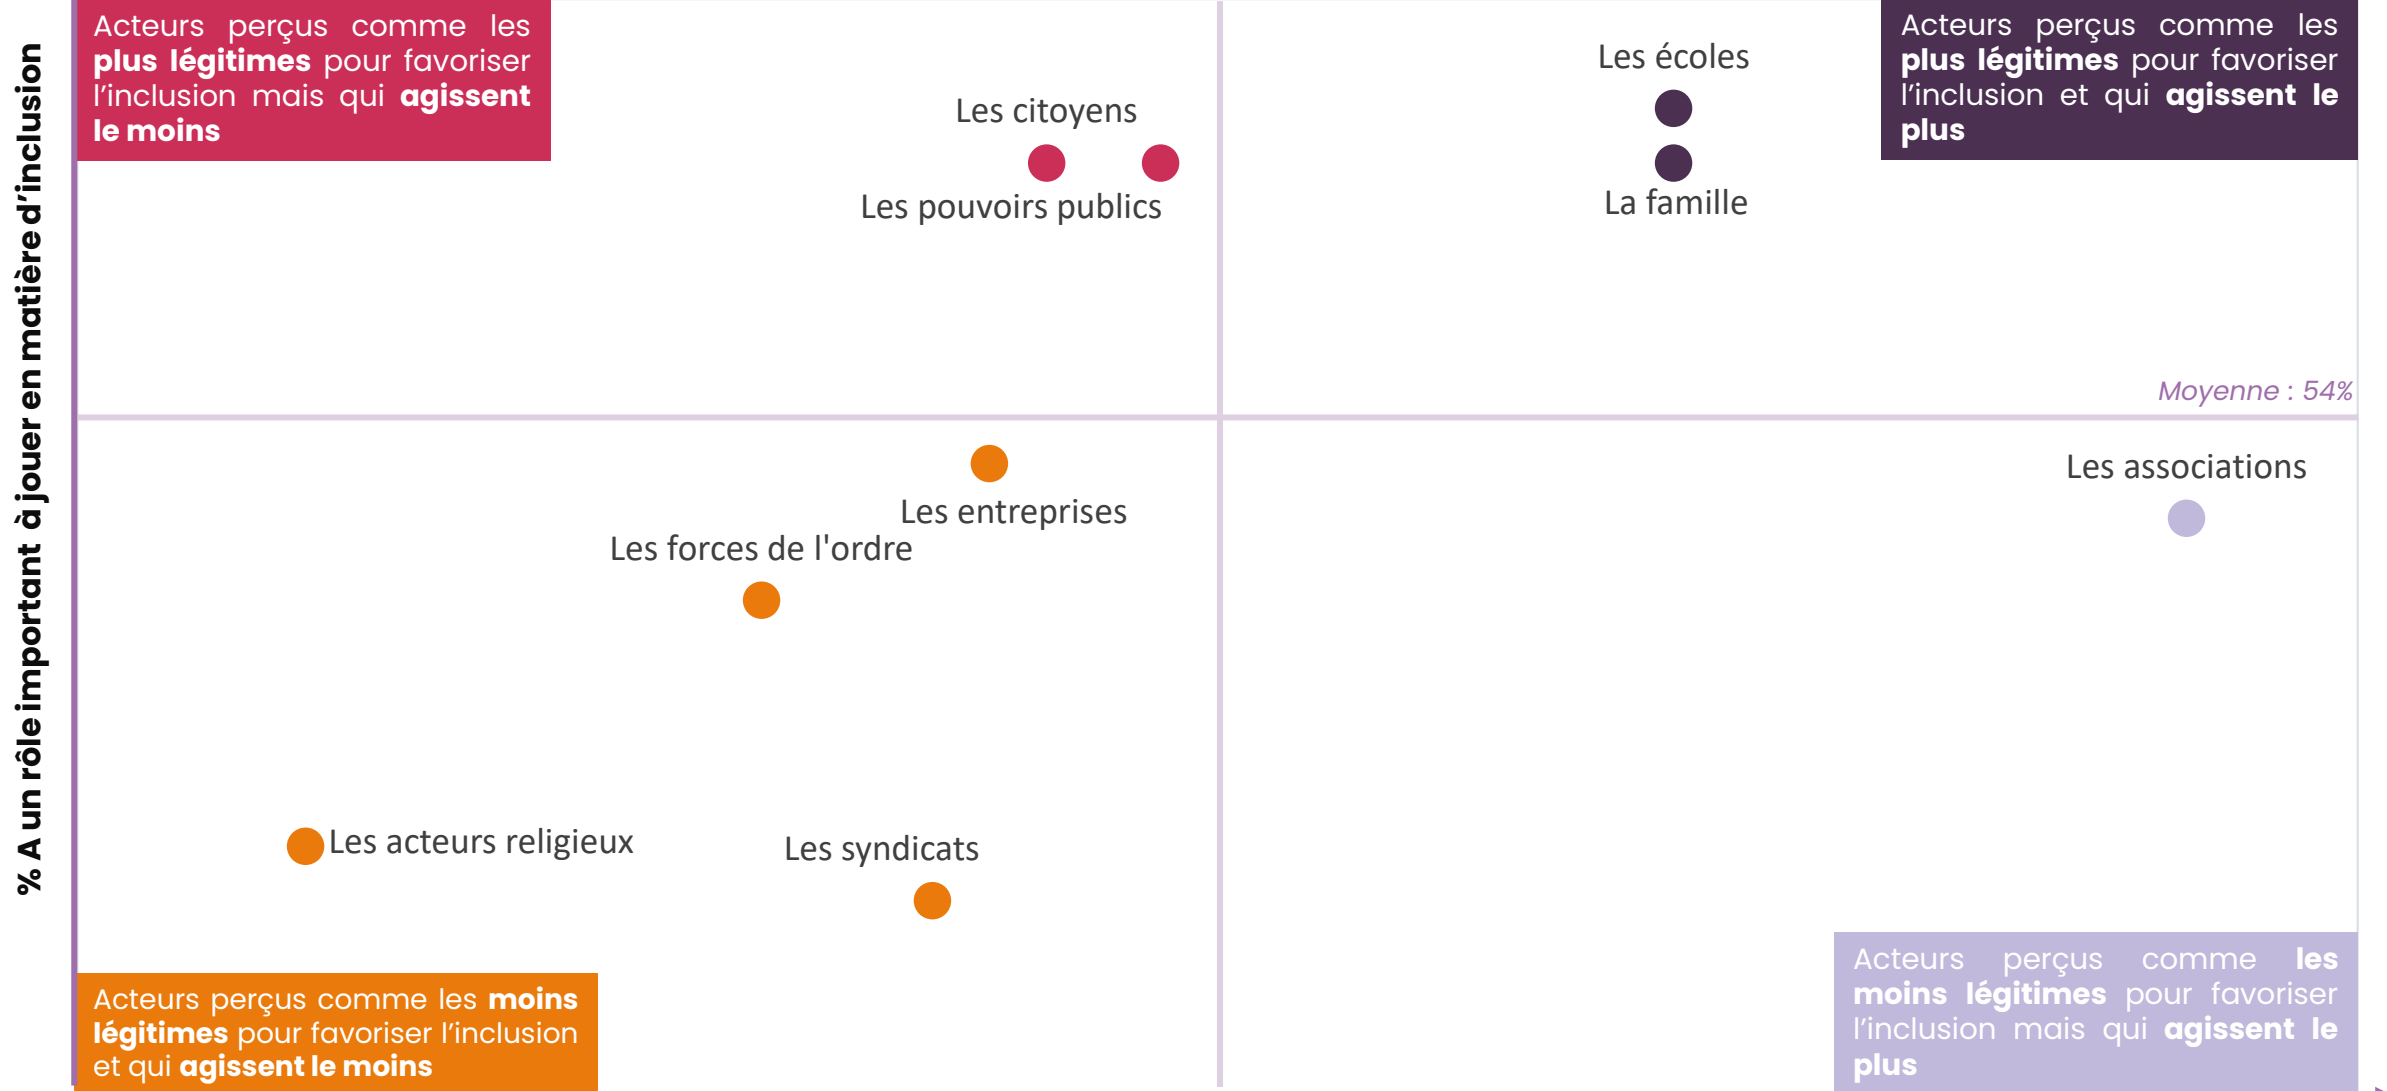 % A un rôle important à jouer en matière d'inclusion
Acteurs perçus comme les
plus légitimes pour favoriser
l'inclusion mais qui agissent
le moins
Les citoyens
Les pouvoirs publics
Les écoles
La famille
Acteurs perçus comme les
plus légitimes pour favoriser
l'inclusion et qui agissent le
plus
Moyenne : 54%
Les entreprises
Les forces de l'ordre
Les associations
Les acteurs religieux
Les syndicats
Acteurs perçus comme les moins
légitimes pour favoriser l'inclusion
et qui agissent le moins
Acteurs perçus comme les
moins légitimes pour favoriser
l'inclusion mais qui agissent le
plus